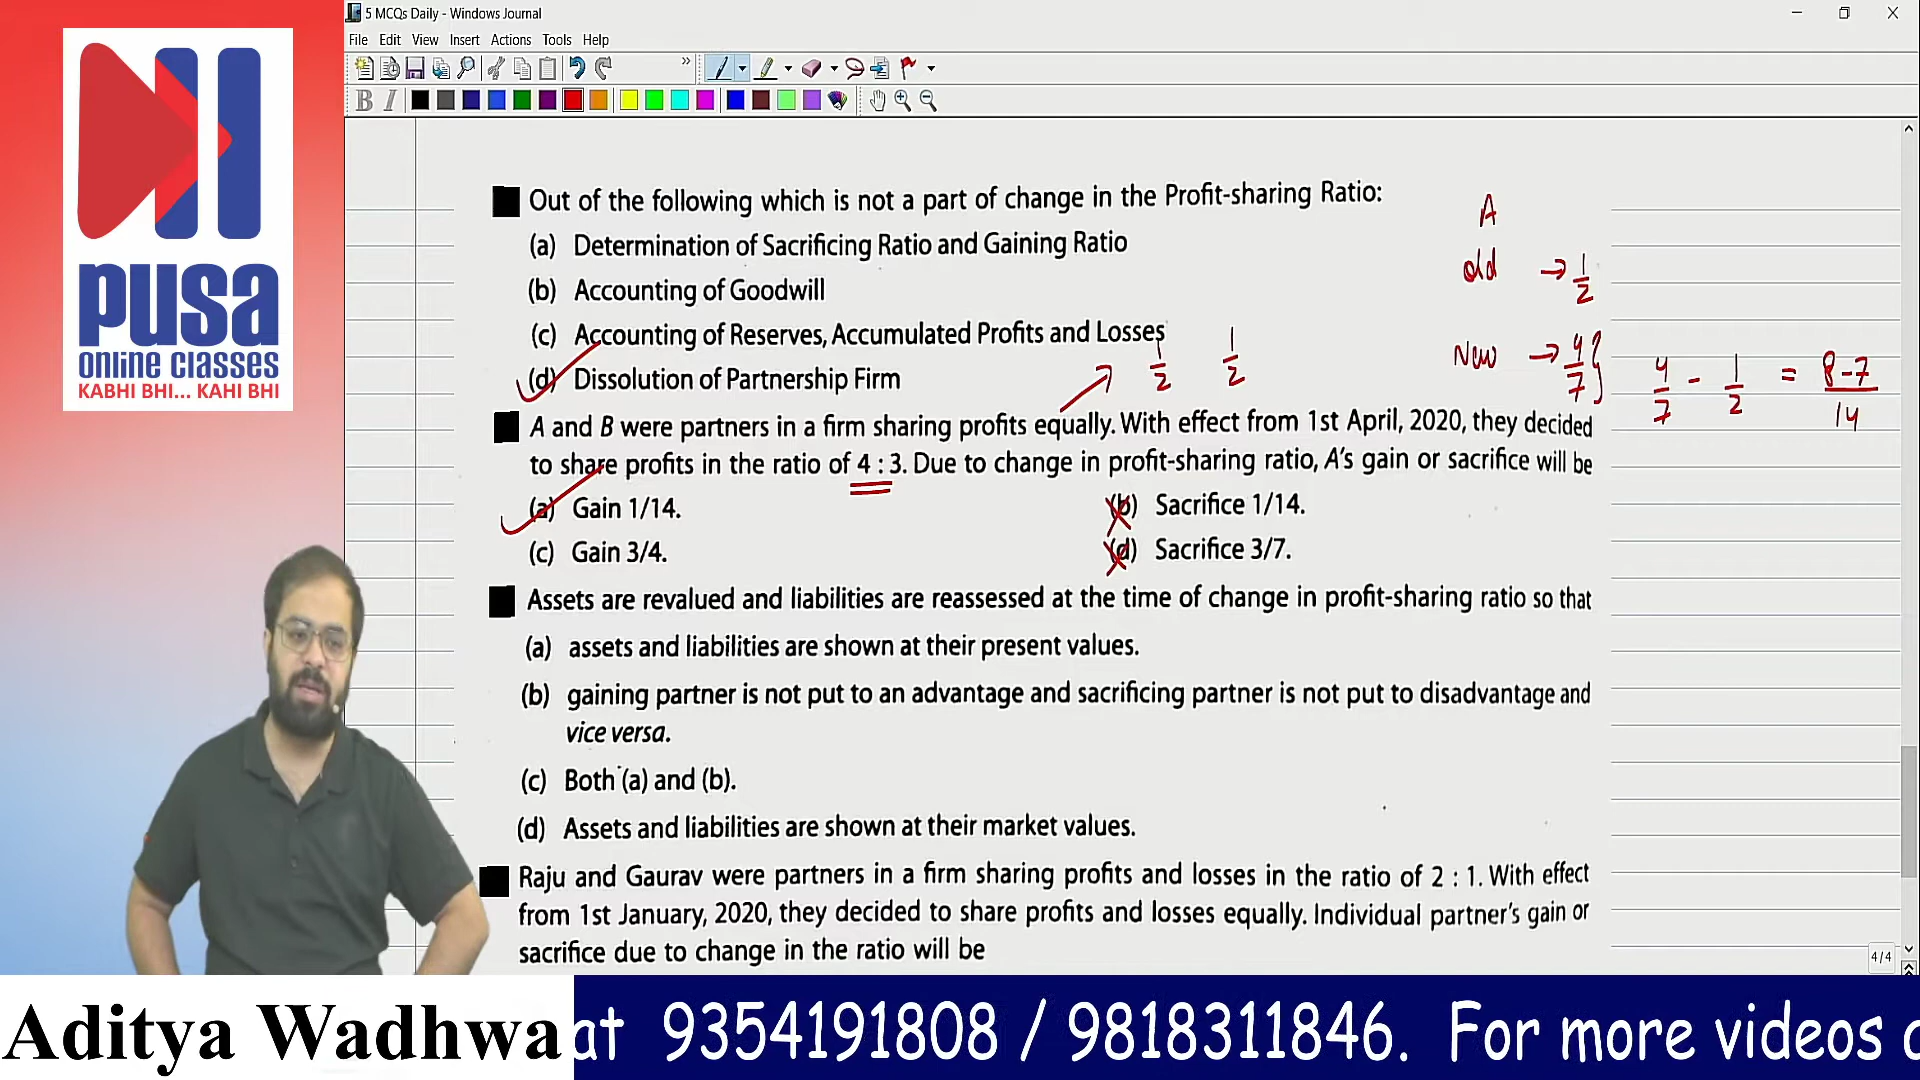 5 MCQs Daily - Windows Journal
File Edit View Insert Actions Tools Help
B I
PUSA
ONLINE CLASSES
KABHI BHI... KAHI BHI
Out of the following which is not a part of change in the Profit-sharing Ratio:
(a) Determination of Sacrificing Ratio and Gaining Ratio
(b) Accounting of Goodwill
(c) Accounting of Reserves, Accumulated Profits and Losses
(d) Dissolution of Partnership Firm
1/2 1/2
A
old → 1/2
New → 4/7
4/7 - 1/2 = 8-7/14
A and B were partners in a firm sharing profits equally. With effect from 1st April, 2020, they decided
to share profits in the ratio of 4 : 3. Due to change in profit-sharing ratio, A's gain or sacrifice will be
(a) Gain 1/14. (b) Sacrifice 1/14.
(c) Gain 3/4. (d) Sacrifice 3/7.
Assets are revalued and liabilities are reassessed at the time of change in profit-sharing ratio so that
(a) assets and liabilities are shown at their present values.
(b) gaining partner is not put to an advantage and sacrificing partner is not put to disadvantage and
vice versa.
(c) Both (a) and (b).
(d) Assets and liabilities are shown at their market values.
Raju and Gaurav were partners in a firm sharing profits and losses in the ratio of 2 : 1. With effect
from 1st January, 2020, they decided to share profits and losses equally. Individual partner's gain or
sacrifice due to change in the ratio will be
4/4
Aditya Wadhwa
at 9354191808 / 9818311846. For more videos